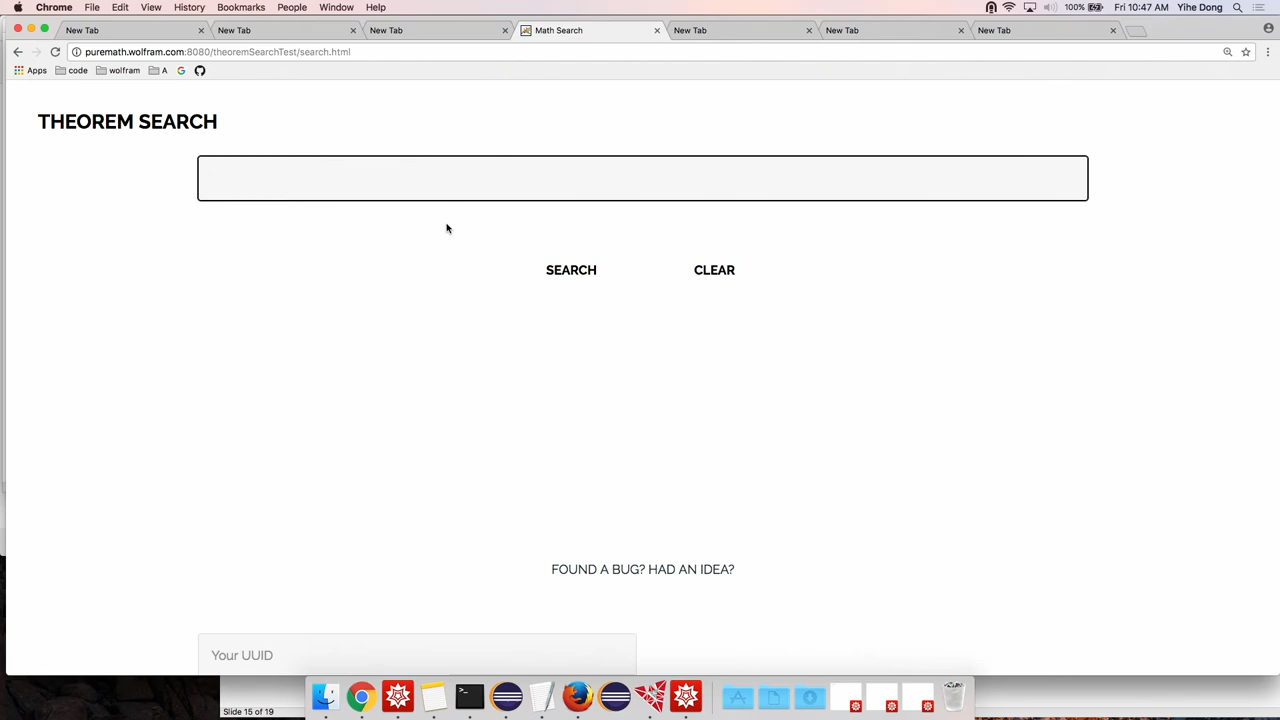 Chrome File Edit View History Bookmarks People Window Help 100% Fri 10:47 AM Yihe Dong
New Tab New Tab New Tab Math Search New Tab New Tab New Tab
puremath.wolfram.com:8080/theoremSearchTest/search.html
Apps code wolfram A
THEOREM SEARCH
SEARCH CLEAR
FOUND A BUG? HAD AN IDEA?
Your UUID
Slide 15 of 19